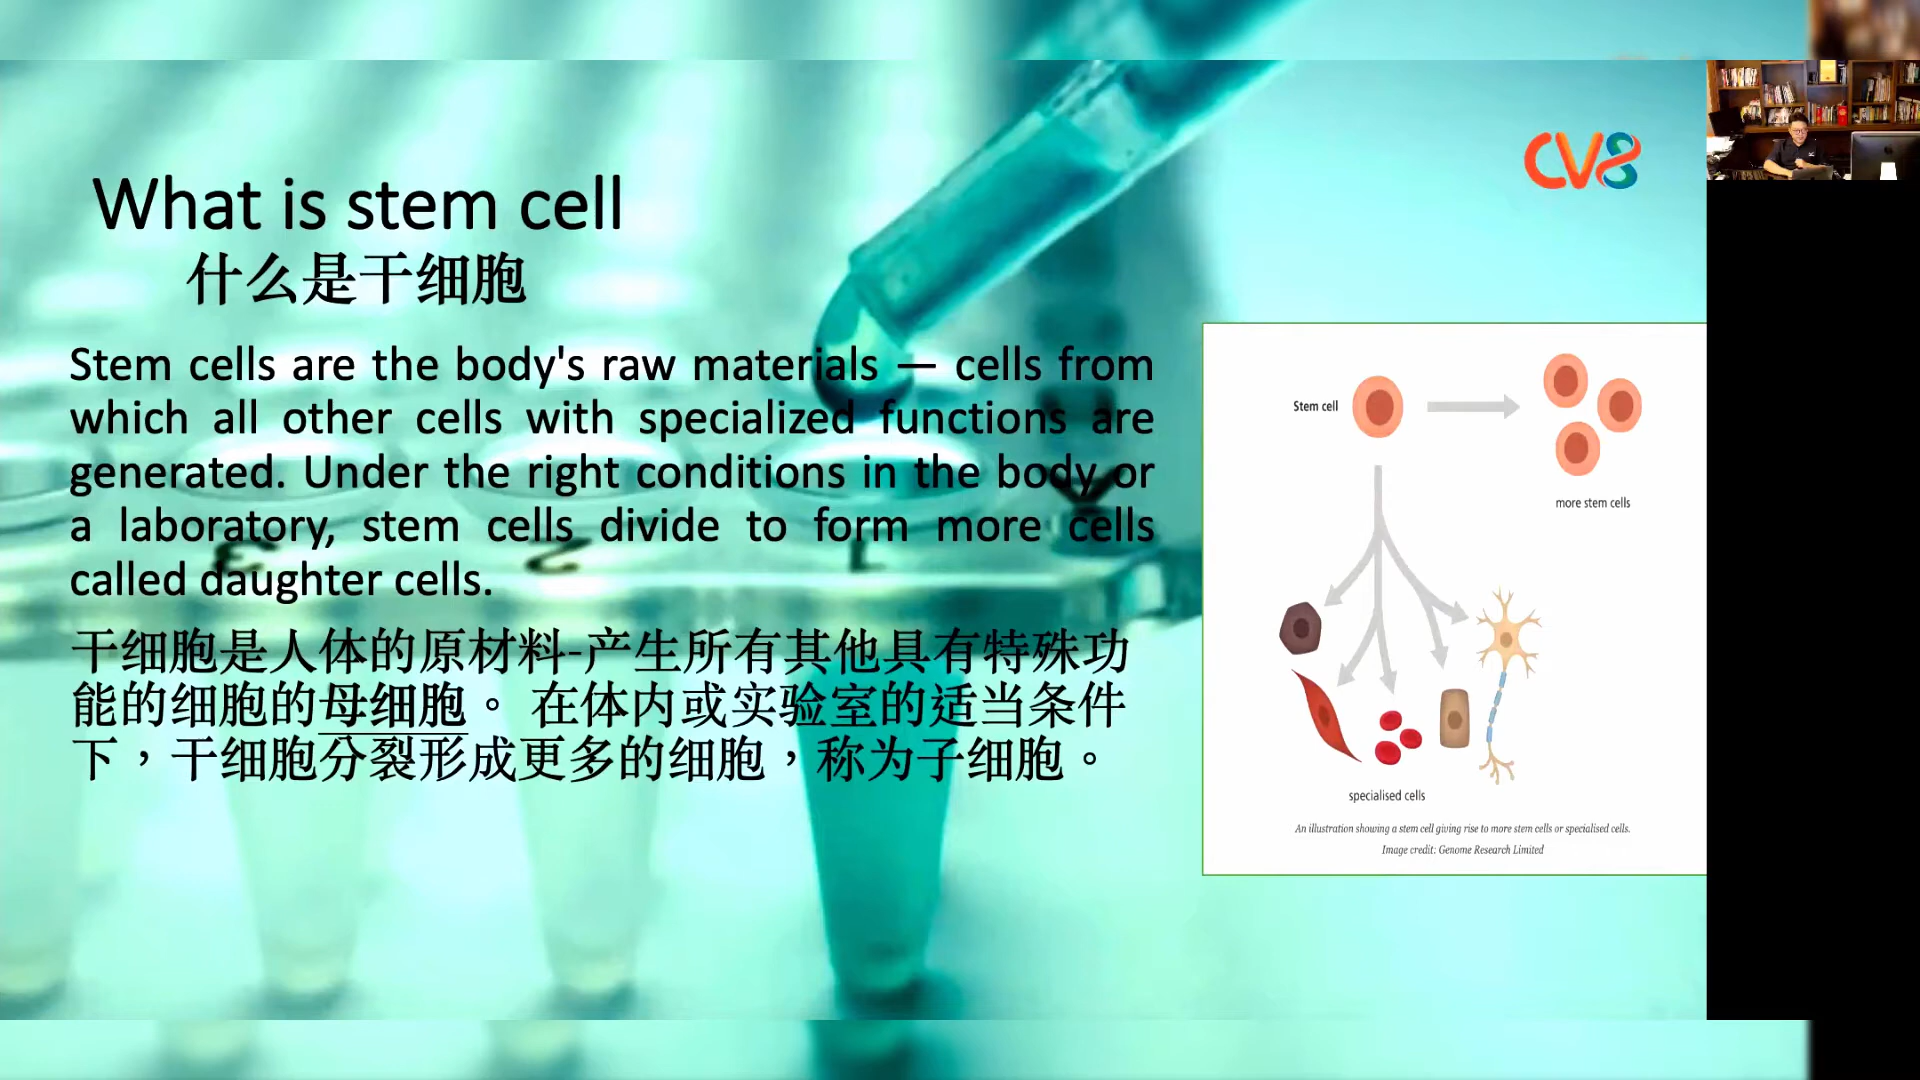 What is stem cell
什么是干细胞
Stem cells are the body's raw materials — cells from
which all other cells with specialized functions are
generated. Under the right conditions in the body or
a laboratory, stem cells divide to form more cells
called daughter cells.
干细胞是人体的原材料-产生所有其他具有特殊功
能的细胞的母细胞。 在体内或实验室的适当条件
下，干细胞分裂形成更多的细胞，称为子细胞。
3 2 1
CV8
Stem cell
more stem cells
specialised cells
An illustration showing a stem cell giving rise to more stem cells or specialised cells.
Image credit: Genome Research Limited